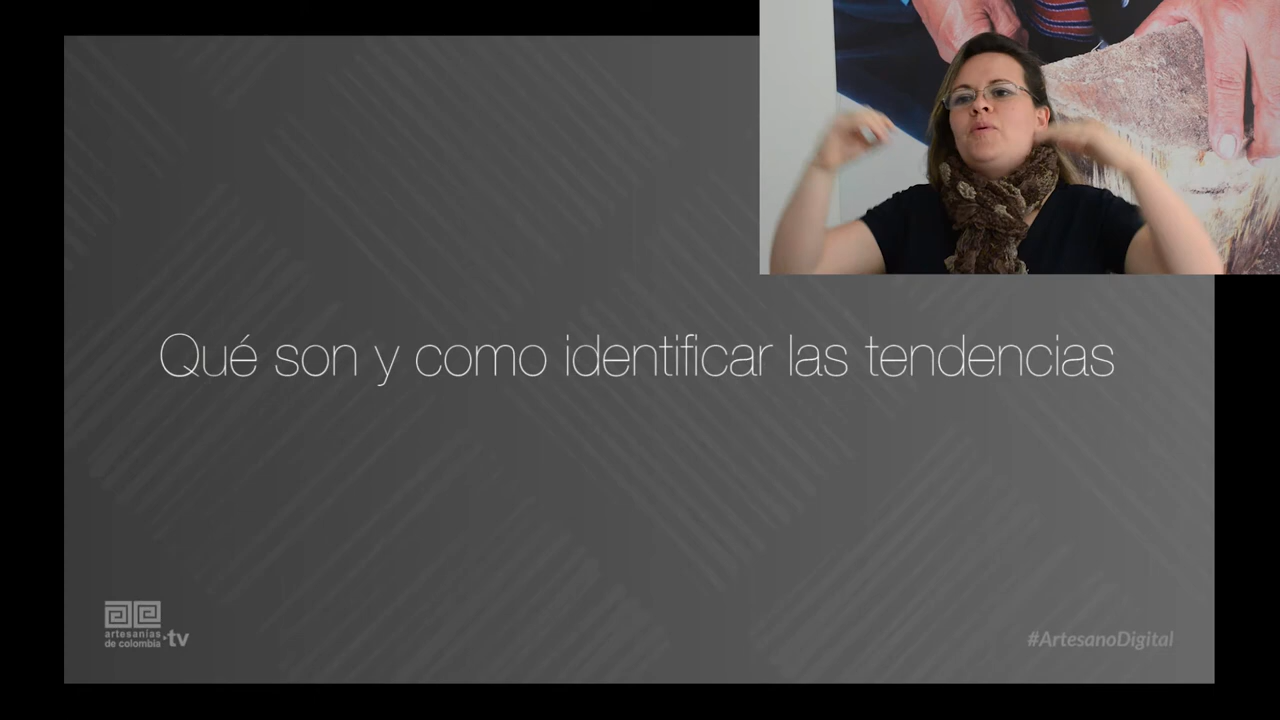 Qué son y como identificar las tendencias
artesanías
de colombia
.tv
#ArtesanoDigital